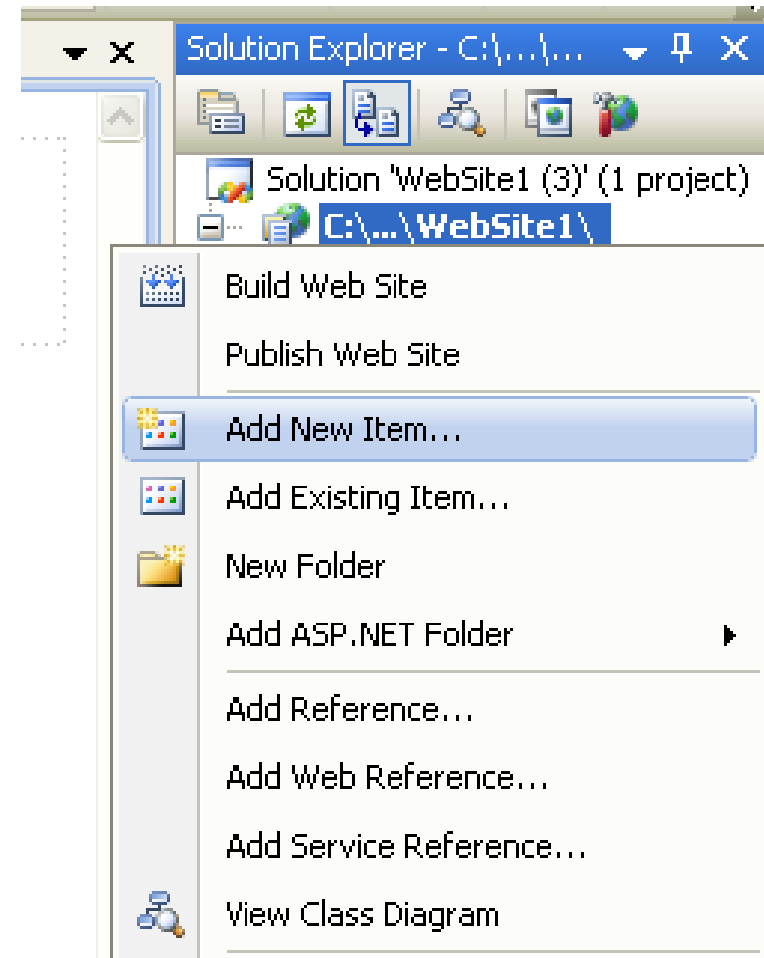 Solution Explorer - C:\...\...
Solution 'WebSite1 (3)' (1 project)
C:\...\WebSite1\
Build Web Site
Publish Web Site
Add New Item...
Add Existing Item...
New Folder
Add ASP.NET Folder
Add Reference...
Add Web Reference...
Add Service Reference...
View Class Diagram